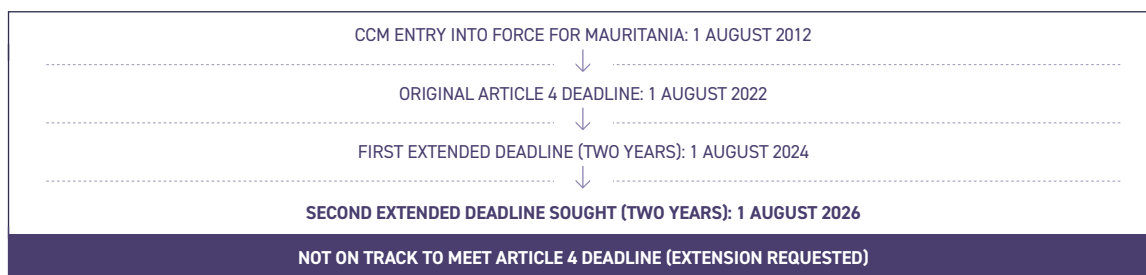 CCM ENTRY INTO FORCE FOR MAURITANIA: 1 AUGUST 2012
ORIGINAL ARTICLE 4 DEADLINE: 1 AUGUST 2022
FIRST EXTENDED DEADLINE (TWO YEARS): 1 AUGUST 2024
SECOND EXTENDED DEADLINE SOUGHT (TWO YEARS): 1 AUGUST 2026
NOT ON TRACK TO MEET ARTICLE 4 DEADLINE (EXTENSION REQUESTED)